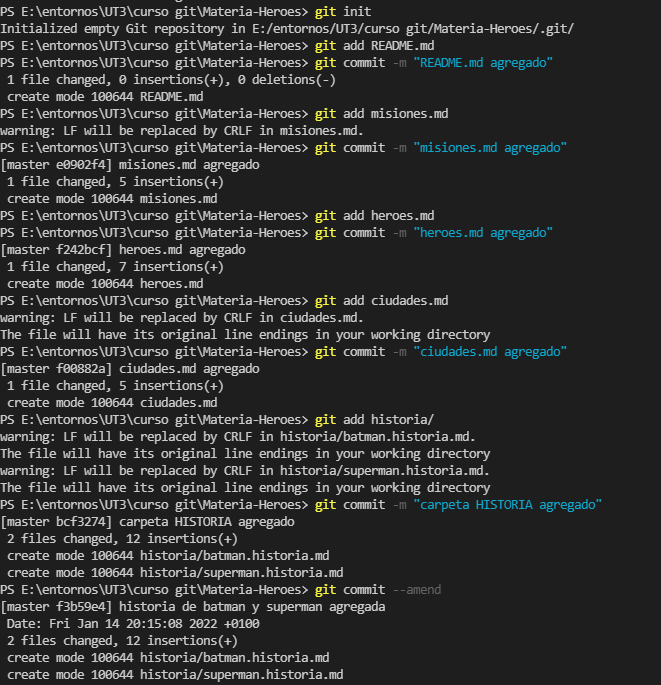 PS E:\entornos\UT3\curso git\Materia-Heroes> git init
Initialized empty Git repository in E:/entornos/UT3/curso git/Materia-Heroes/.git/
PS E:\entornos\UT3\curso git\Materia-Heroes> git add README.md
PS E:\entornos\UT3\curso git\Materia-Heroes> git commit -m "README.md agregado"
 1 file changed, 0 insertions(+), 0 deletions(-)
 create mode 100644 README.md
PS E:\entornos\UT3\curso git\Materia-Heroes> git add misiones.md
warning: LF will be replaced by CRLF in misiones.md.
PS E:\entornos\UT3\curso git\Materia-Heroes> git commit -m "misiones.md agregado"
[master e0902f4] misiones.md agregado
 1 file changed, 5 insertions(+)
 create mode 100644 misiones.md
PS E:\entornos\UT3\curso git\Materia-Heroes> git add heroes.md
PS E:\entornos\UT3\curso git\Materia-Heroes> git commit -m "heroes.md agregado"
[master f242bcf] heroes.md agregado
 1 file changed, 7 insertions(+)
 create mode 100644 heroes.md
PS E:\entornos\UT3\curso git\Materia-Heroes> git add ciudades.md
warning: LF will be replaced by CRLF in ciudades.md.
The file will have its original line endings in your working directory
PS E:\entornos\UT3\curso git\Materia-Heroes> git commit -m "ciudades.md agregado"
[master f00882a] ciudades.md agregado
 1 file changed, 5 insertions(+)
 create mode 100644 ciudades.md
PS E:\entornos\UT3\curso git\Materia-Heroes> git add historia/
warning: LF will be replaced by CRLF in historia/batman.historia.md.
The file will have its original line endings in your working directory
warning: LF will be replaced by CRLF in historia/superman.historia.md.
The file will have its original line endings in your working directory
PS E:\entornos\UT3\curso git\Materia-Heroes> git commit -m "carpeta HISTORIA agregado"
[master bcf3274] carpeta HISTORIA agregado
 2 files changed, 12 insertions(+)
 create mode 100644 historia/batman.historia.md
 create mode 100644 historia/superman.historia.md
PS E:\entornos\UT3\curso git\Materia-Heroes> git commit --amend
[master f3b59e4] historia de batman y superman agregada
 Date: Fri Jan 14 20:15:08 2022 +0100
 2 files changed, 12 insertions(+)
 create mode 100644 historia/batman.historia.md
 create mode 100644 historia/superman.historia.md